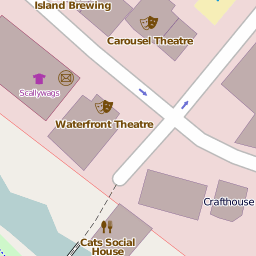 Island Brewing
Carousel Theatre
Scallywags
Waterfront Theatre
Crafthouse
Cats Social
House